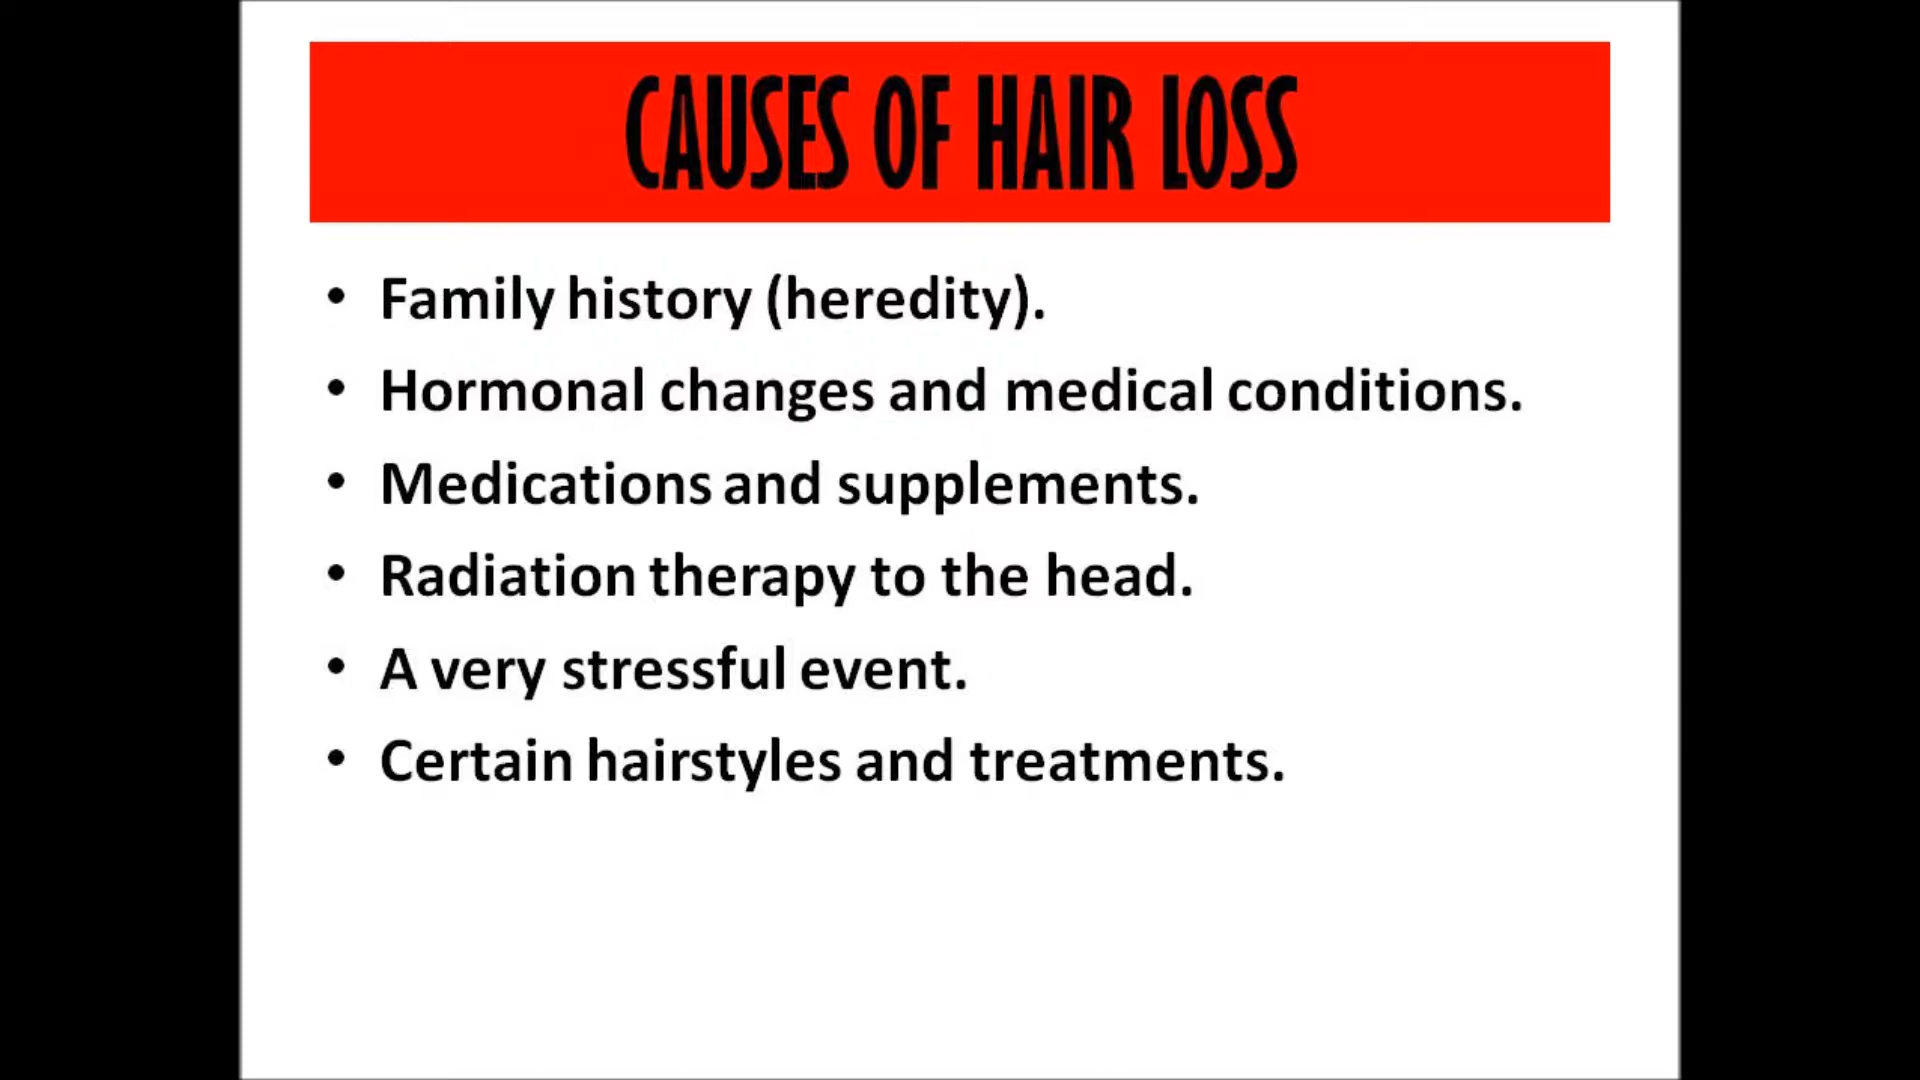 CAUSES OF HAIR LOSS
• Family history (heredity).
• Hormonal changes and medical conditions.
• Medications and supplements.
• Radiation therapy to the head.
• A very stressful event.
• Certain hairstyles and treatments.